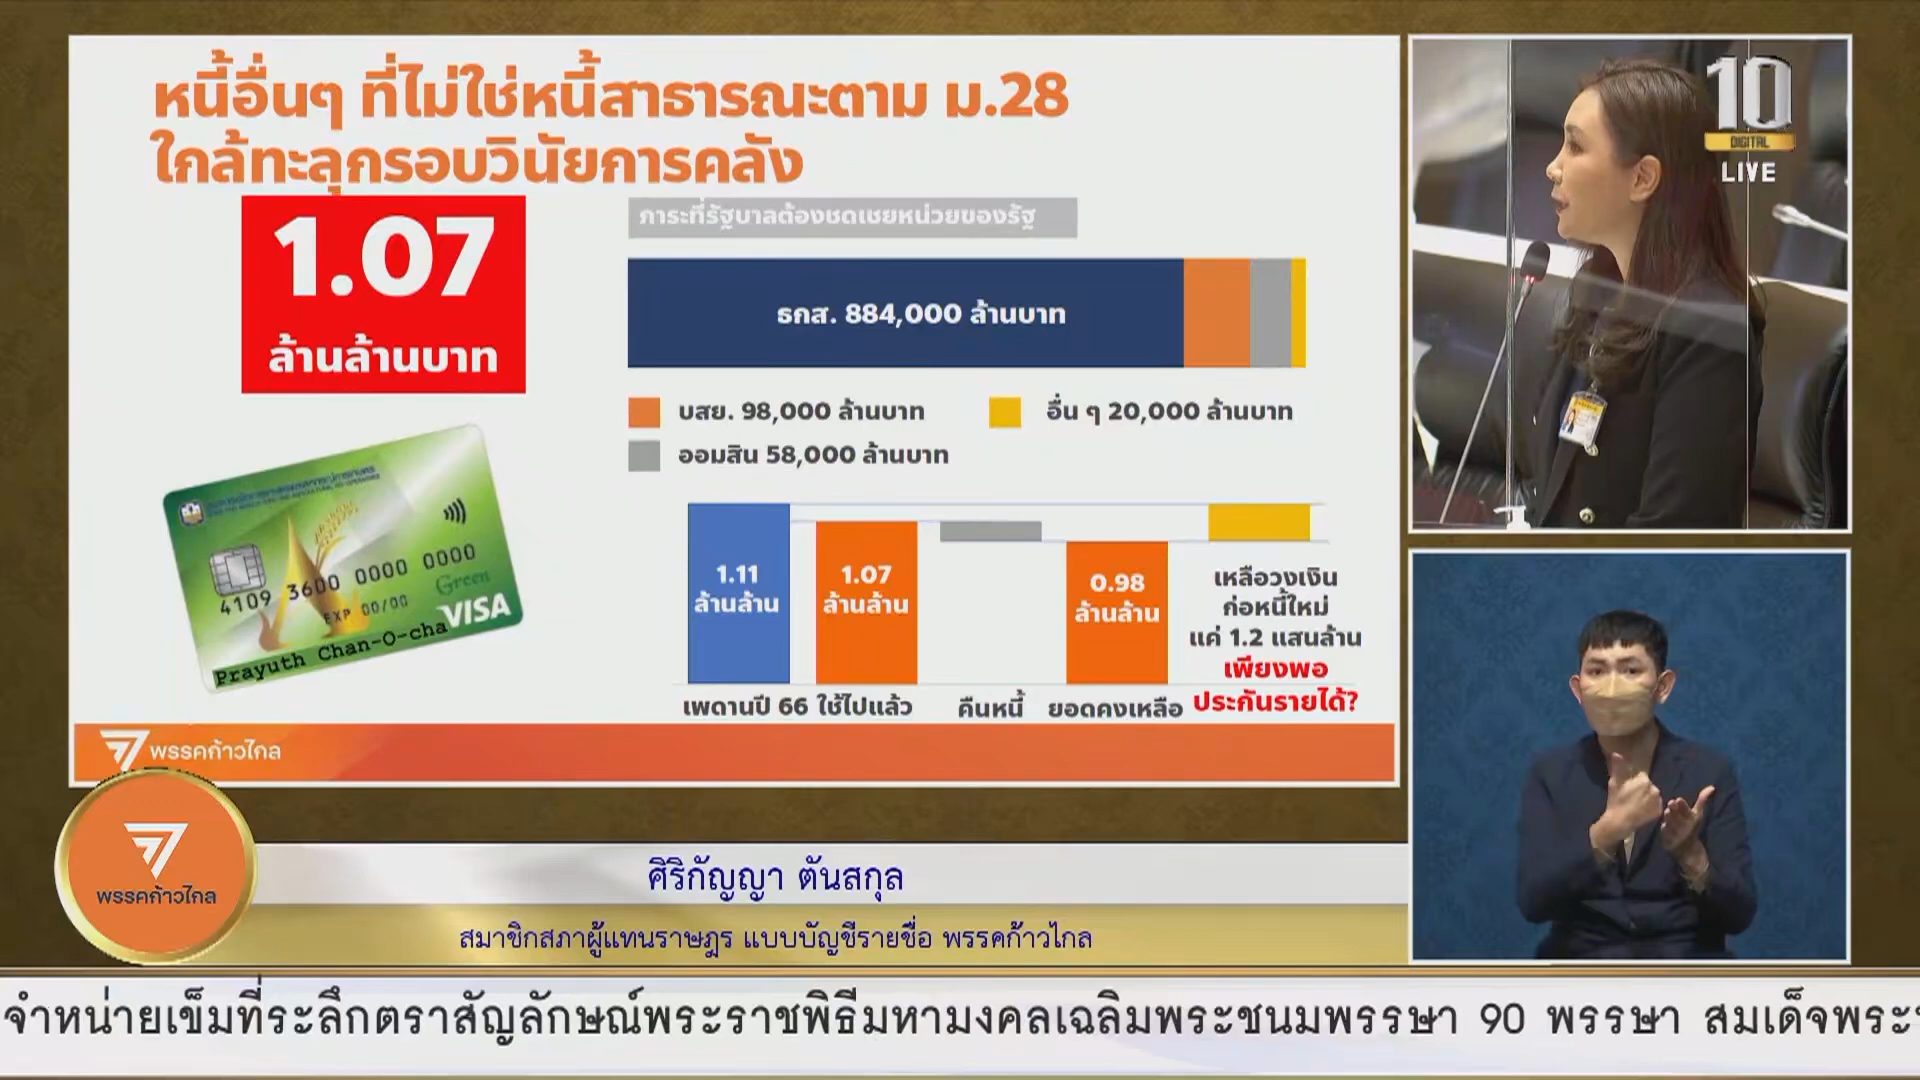 หนี้อื่นๆ ที่ไม่ใช่หนี้สาธารณะตาม ม.28
ใกล้ทะลุกรอบวินัยการคลัง
1.07
ล้านล้านบาท
ภาระที่รัฐบาลต้องชดเชยหน่วยของรัฐ
ธกส. 884,000 ล้านบาท
บสย. 98,000 ล้านบาท
อื่น ๆ 20,000 ล้านบาท
ออมสิน 58,000 ล้านบาท
4109 3600 0000 0000
Green
EXP 00/00
VISA
Prayuth Chan-O-cha
1.11
ล้านล้าน
1.07
ล้านล้าน
0.98
ล้านล้าน
เหลือวงเงิน
ก่อหนี้ใหม่
แค่ 1.2 แสนล้าน
เพียงพอ
ประกันรายได้?
เพดานปี 66 ใช้ไปแล้ว คืนหนี้ ยอดคงเหลือ
พรรคก้าวไกล
10
DIGITAL
LIVE
พรรคก้าวไกล
ศิริกัญญา ตันสกุล
สมาชิกสภาผู้แทนราษฎร แบบบัญชีรายชื่อ พรรคก้าวไกล
จำหน่ายเข็มที่ระลึกตราสัญลักษณ์พระราชพิธีมหามงคลเฉลิมพระชนมพรรษา 90 พรรษา สมเด็จพระ